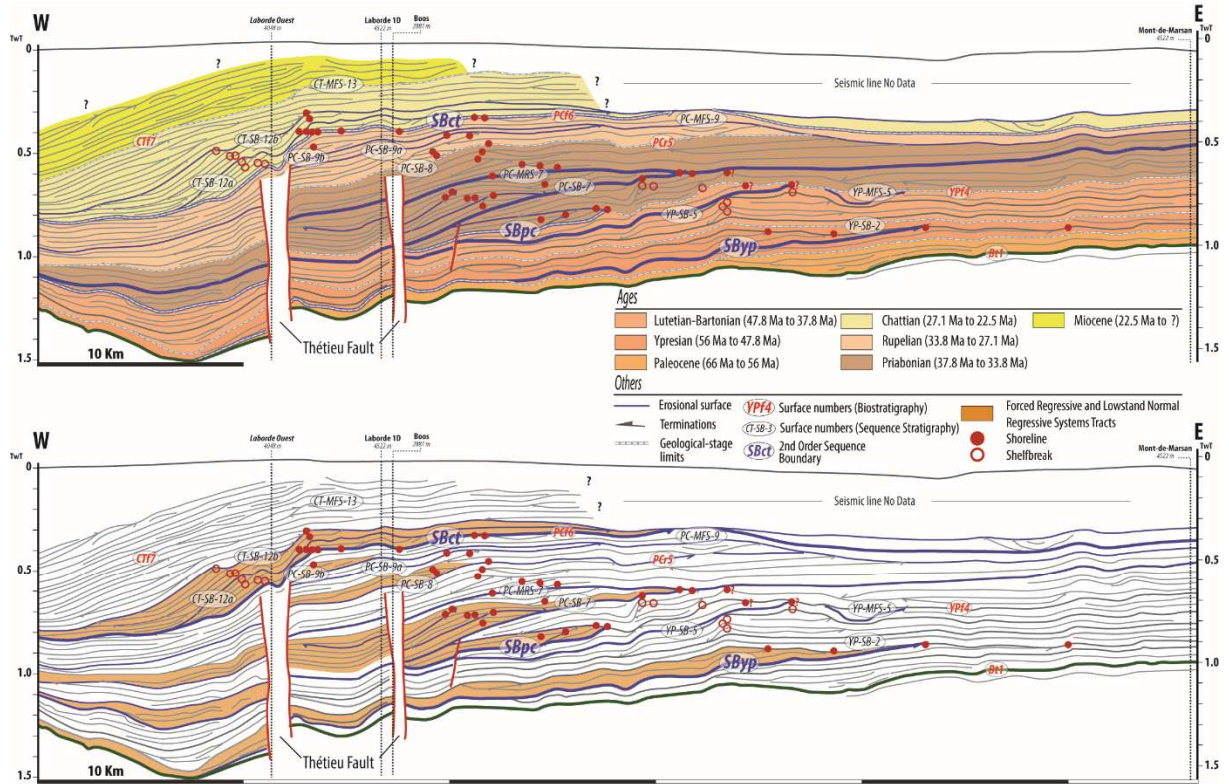 W
E
TwT
Laborde Ouest
4048 m
Laborde 1D
4522 m
Boos
2981 m
Mont-de-Marsan
4522 m
TwT
0
0.5
1.0
1.5
0
0.5
1.0
1.5
?
?
?
?
?
Seismic line No Data
CT-MFS-13
CTf7
CT-SB-12b
CT-SB-12a
PC-SB-9b
PC-SB-9a
SBct
PCf6
PC-MFS-9
PCr5
PC-SB-8
PC-MRS-7
PC-SB-7
YP-SB-5
YP-MFS-5
YPf4
SBpc
SByp
YP-SB-2
Bt1
?
?
?
Thétieu Fault
10 Km
Ages
Lutetian-Bartonian (47.8 Ma to 37.8 Ma)
Chattian (27.1 Ma to 22.5 Ma)
Miocene (22.5 Ma to ?)
Ypresian (56 Ma to 47.8 Ma)
Rupelian (33.8 Ma to 27.1 Ma)
Paleocene (66 Ma to 56 Ma)
Priabonian (37.8 Ma to 33.8 Ma)
Others
Erosional surface
Terminations
Geological-stage
limits
YPf4
Surface numbers (Biostratigraphy)
CT-SB-3
Surface numbers (Sequence Stratigraphy)
SBct
2nd Order Sequence
Boundary
Forced Regressive and Lowstand Normal
Regressive Systems Tracts
Shoreline
Shelfbreak
W
E
TwT
Laborde Ouest
4048 m
Laborde 1D
4522 m
Boos
2981 m
Mont-de-Marsan
4522 m
TwT
0
0.5
1.0
1.5
0
0.5
1.0
1.5
?
?
Seismic line No Data
CT-MFS-13
CTf7
CT-SB-12b
CT-SB-12a
PC-SB-9b
PC-SB-9a
SBct
PCf6
PC-MFS-9
PCr5
PC-SB-8
PC-MRS-7
PC-SB-7
YP-SB-5
YP-MFS-5
YPf4
SBpc
SByp
YP-SB-2
Bt1
?
?
?
Thétieu Fault
10 Km